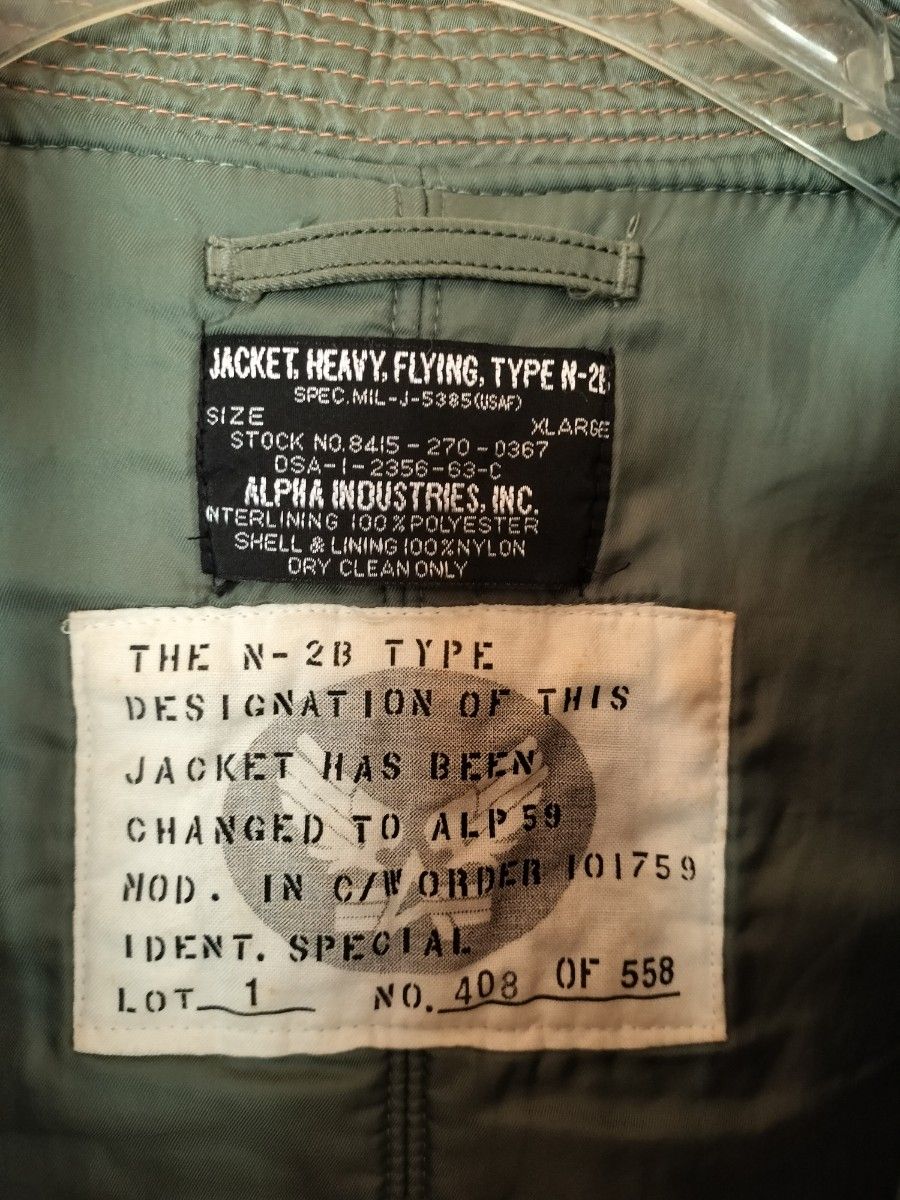 JACKET, HEAVY, FLYING, TYPE N-2B
SPEC.MIL-J-5385(USAF)
SIZE XLARGE
STOCK NO.8415-270-0367
DSA-1-2356-63-C
ALPHA INDUSTRIES, INC.
INTERLINING 100%POLYESTER
SHELL & LINING 100%NYLON
DRY CLEAN ONLY
THE N-2B TYPE
DESIGNATION OF THIS
JACKET HAS BEEN
CHANGED TO ALP 59
MOD. IN C/W ORDER 101759
IDENT. SPECIAL
LOT 1 NO. 408 OF 558